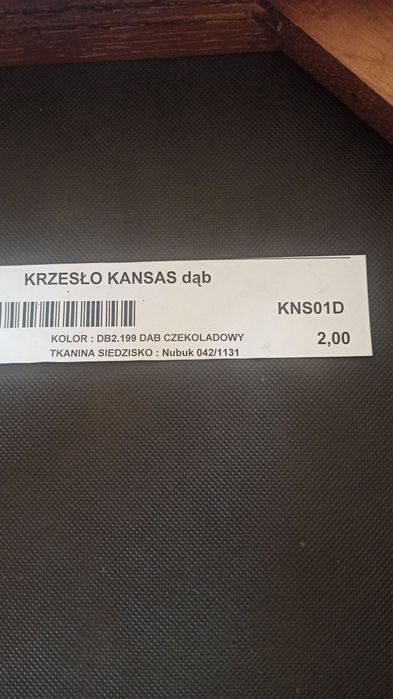 KRZESŁO KANSAS dąb
KNS01D
KOLOR : DB2.199 DAB CZEKOLADOWY
2,00
TKANINA SIEDZISKO : Nubuk 042/1131